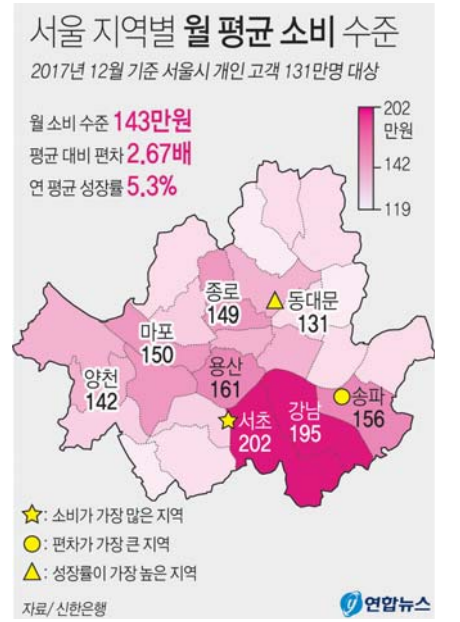 서울 지역별 월 평균 소비 수준
2017년 12월 기준 서울시 개인 고객 131만명 대상
월 소비 수준 143만원
평균 대비 편차 2.67배
연 평균 성장률 5.3%
202
만원
142
119
종로
149
동대문
131
마포
150
양천
142
용산
161
서초
202
강남
195
송파
156
: 소비가 가장 많은 지역
: 편차가 가장 큰 지역
: 성장률이 가장 높은 지역
자료/ 신한은행
y 연합뉴스